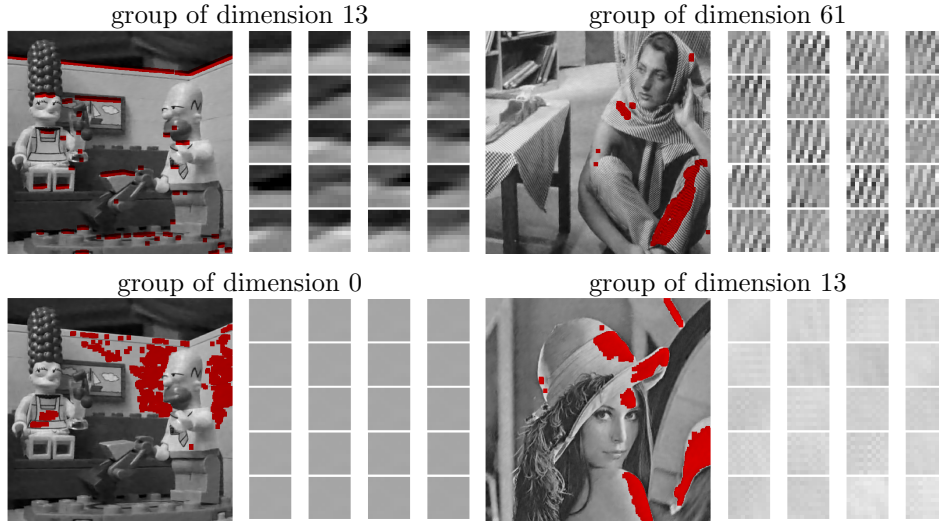 group of dimension 13
group of dimension 61
group of dimension 0
group of dimension 13